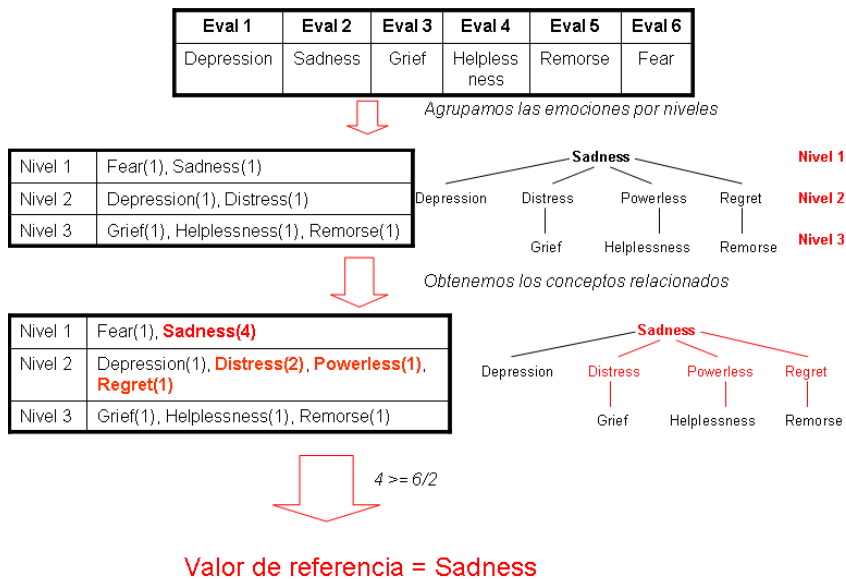 Eval 1 Eval 2 Eval 3 Eval 4 Eval 5 Eval 6
Depression Sadness Grief Helpless Remorse Fear
ness
Agrupamos las emociones por niveles
Nivel 1 Fear(1), Sadness(1)
Nivel 2 Depression(1), Distress(1)
Nivel 3 Grief(1), Helplessness(1), Remorse(1)
Sadness Nivel 1
Depression Distress Powerless Regret Nivel 2
Grief Helplessness Remorse Nivel 3
Obtenemos los conceptos relacionados
Nivel 1 Fear(1), Sadness(4)
Nivel 2 Depression(1), Distress(2), Powerless(1),
Regret(1)
Nivel 3 Grief(1), Helplessness(1), Remorse(1)
Sadness
Depression Distress Powerless Regret
Grief Helplessness Remorse
4 >= 6/2
Valor de referencia = Sadness